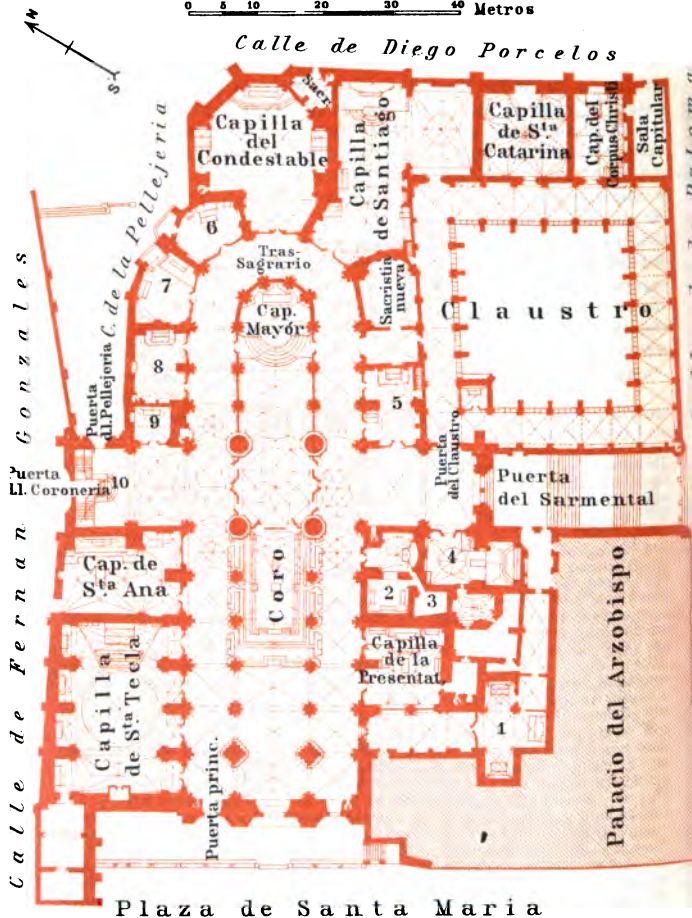 0 5 10 20 30 40 Metros
N
S
Calle de Diego Porcelos
Sacr.
Capilla
del
Condestable
Capilla
de Santiago
Capilla
de Sta
Catarina
Cap. del
Corpus Christi
Sala
Capitular
C. de la Pellejeria
6
Tras-
Sagrario
7
Cap.
Mayor
Sacristia
nueva
Claustro
8
5
9
Puerta
d.l. Pellejeria
Puerta
del Claustro
Puerta
d.l. Coroneria
10
Puerta
del Sarmental
Calle de Fernan Gonzales
Cap. de
Sta Ana
Coro
4
2
3
Capilla
de Sta Tecla
Capilla
de la
Presentat.
1
Palacio del Arzobispo
Puerta princ.
Plaza de Santa Maria